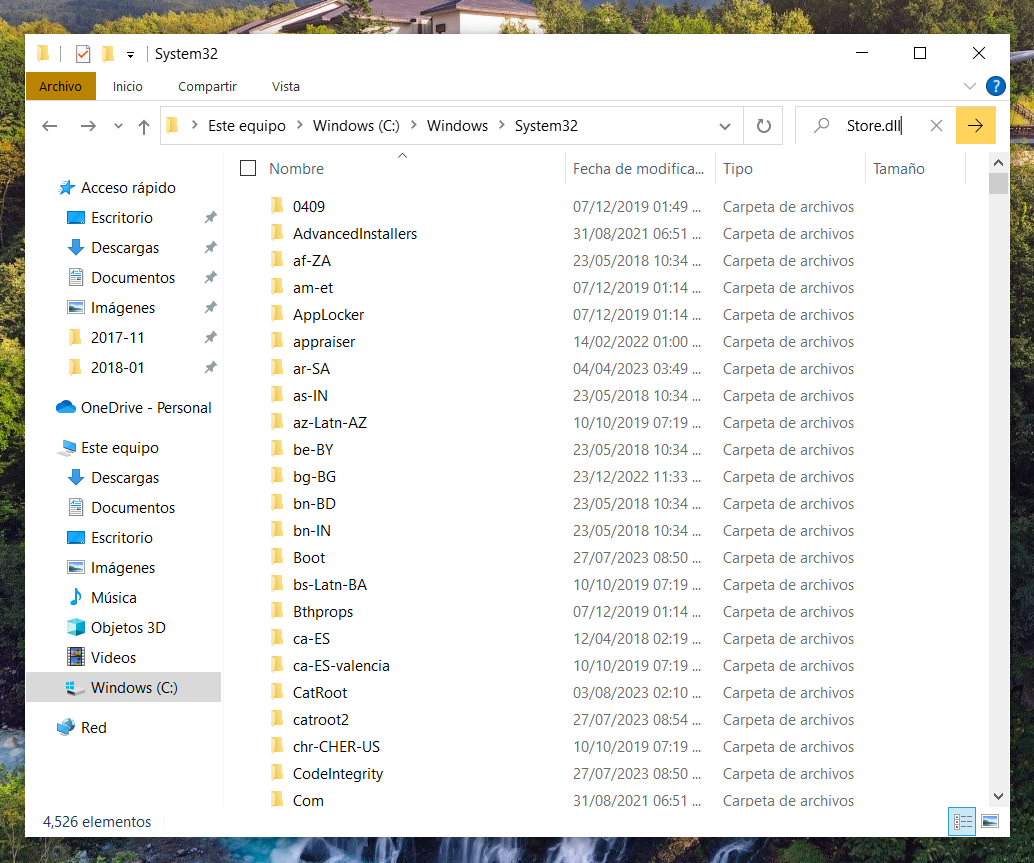 System32
Archivo Inicio Compartir Vista
Este equipo Windows (C:) Windows System32 Store.dll
Nombre Fecha de modifica... Tipo Tamaño
Acceso rápido
Escritorio
Descargas
Documentos
Imágenes
2017-11
2018-01
OneDrive - Personal
Este equipo
Descargas
Documentos
Escritorio
Imágenes
Música
Objetos 3D
Videos
Windows (C:)
Red
0409 07/12/2019 01:49 ... Carpeta de archivos
AdvancedInstallers 31/08/2021 06:51 ... Carpeta de archivos
af-ZA 23/05/2018 10:34 ... Carpeta de archivos
am-et 07/12/2019 01:14 ... Carpeta de archivos
AppLocker 07/12/2019 01:14 ... Carpeta de archivos
appraiser 14/02/2022 01:00 ... Carpeta de archivos
ar-SA 04/04/2023 03:49 ... Carpeta de archivos
as-IN 23/05/2018 10:34 ... Carpeta de archivos
az-Latn-AZ 10/10/2019 07:19 ... Carpeta de archivos
be-BY 23/05/2018 10:34 ... Carpeta de archivos
bg-BG 23/12/2022 11:33 ... Carpeta de archivos
bn-BD 23/05/2018 10:34 ... Carpeta de archivos
bn-IN 23/05/2018 10:34 ... Carpeta de archivos
Boot 27/07/2023 08:50 ... Carpeta de archivos
bs-Latn-BA 10/10/2019 07:19 ... Carpeta de archivos
Bthprops 07/12/2019 01:14 ... Carpeta de archivos
ca-ES 12/04/2018 02:19 ... Carpeta de archivos
ca-ES-valencia 10/10/2019 07:19 ... Carpeta de archivos
CatRoot 03/08/2023 02:10 ... Carpeta de archivos
catroot2 27/07/2023 08:54 ... Carpeta de archivos
chr-CHER-US 10/10/2019 07:19 ... Carpeta de archivos
CodeIntegrity 27/07/2023 08:50 ... Carpeta de archivos
Com 31/08/2021 06:51 ... Carpeta de archivos
4,526 elementos